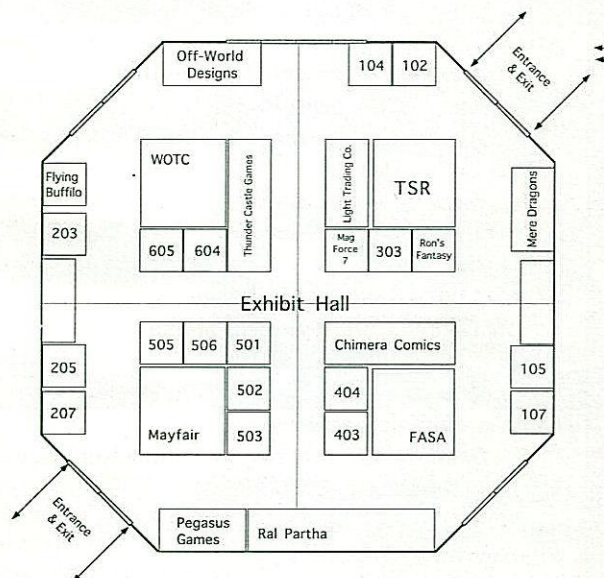 Off-World
Designs
104
102
Entrance
& Exit
Flying
Buffilo
203
WOTC
Thunder Castle Games
605
604
Light Trading Co.
TSR
Mag
Force
7
303
Ron's
Fantasy
Mere Dragons
Exhibit Hall
505
506
501
Chimera Comics
205
207
502
503
Mayfair
404
403
FASA
105
107
Entrance
& Exit
Pegasus
Games
Ral Partha